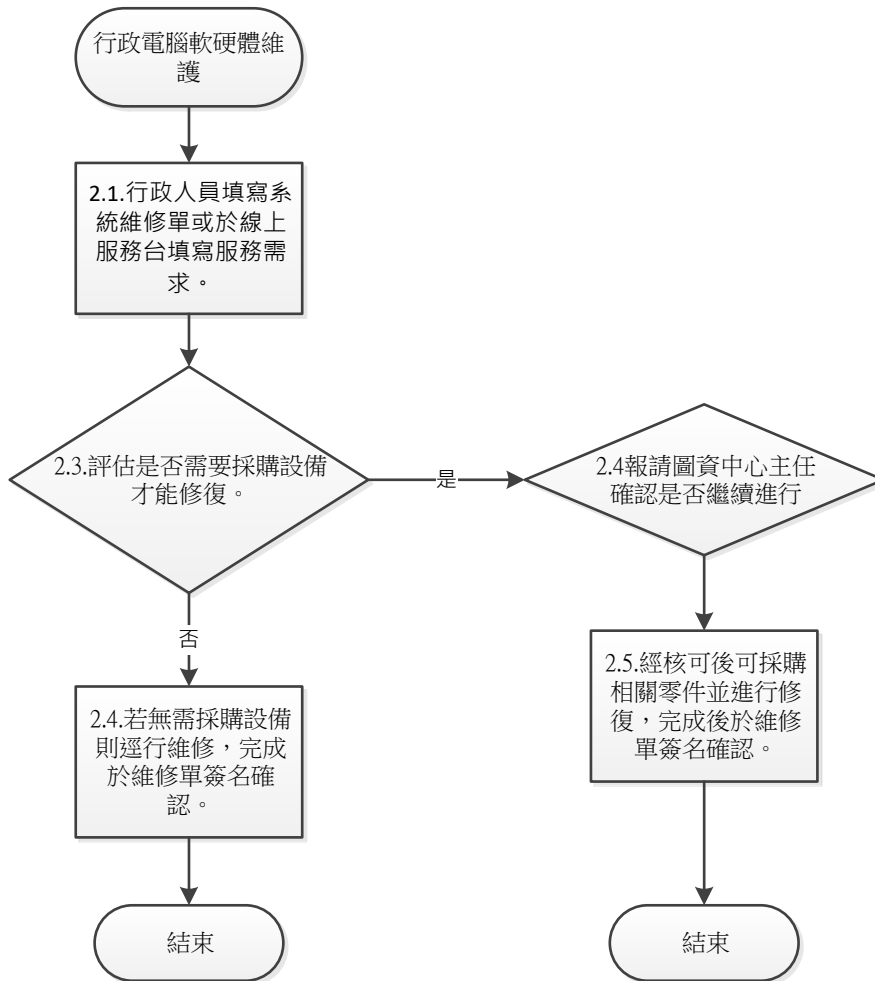 行政電腦軟硬體維
護
2.1.行政人員填寫系
統維修單或於線上
服務台填寫服務需
求。
2.3.評估是否需要採購設備
才能修復。
是
2.4報請圖資中心主任
確認是否繼續進行
否
2.4.若無需採購設備
則逕行維修，完成
於維修單簽名確
認。
2.5.經核可後可採購
相關零件並進行修
復，完成後於維修
單簽名確認。
結束
結束